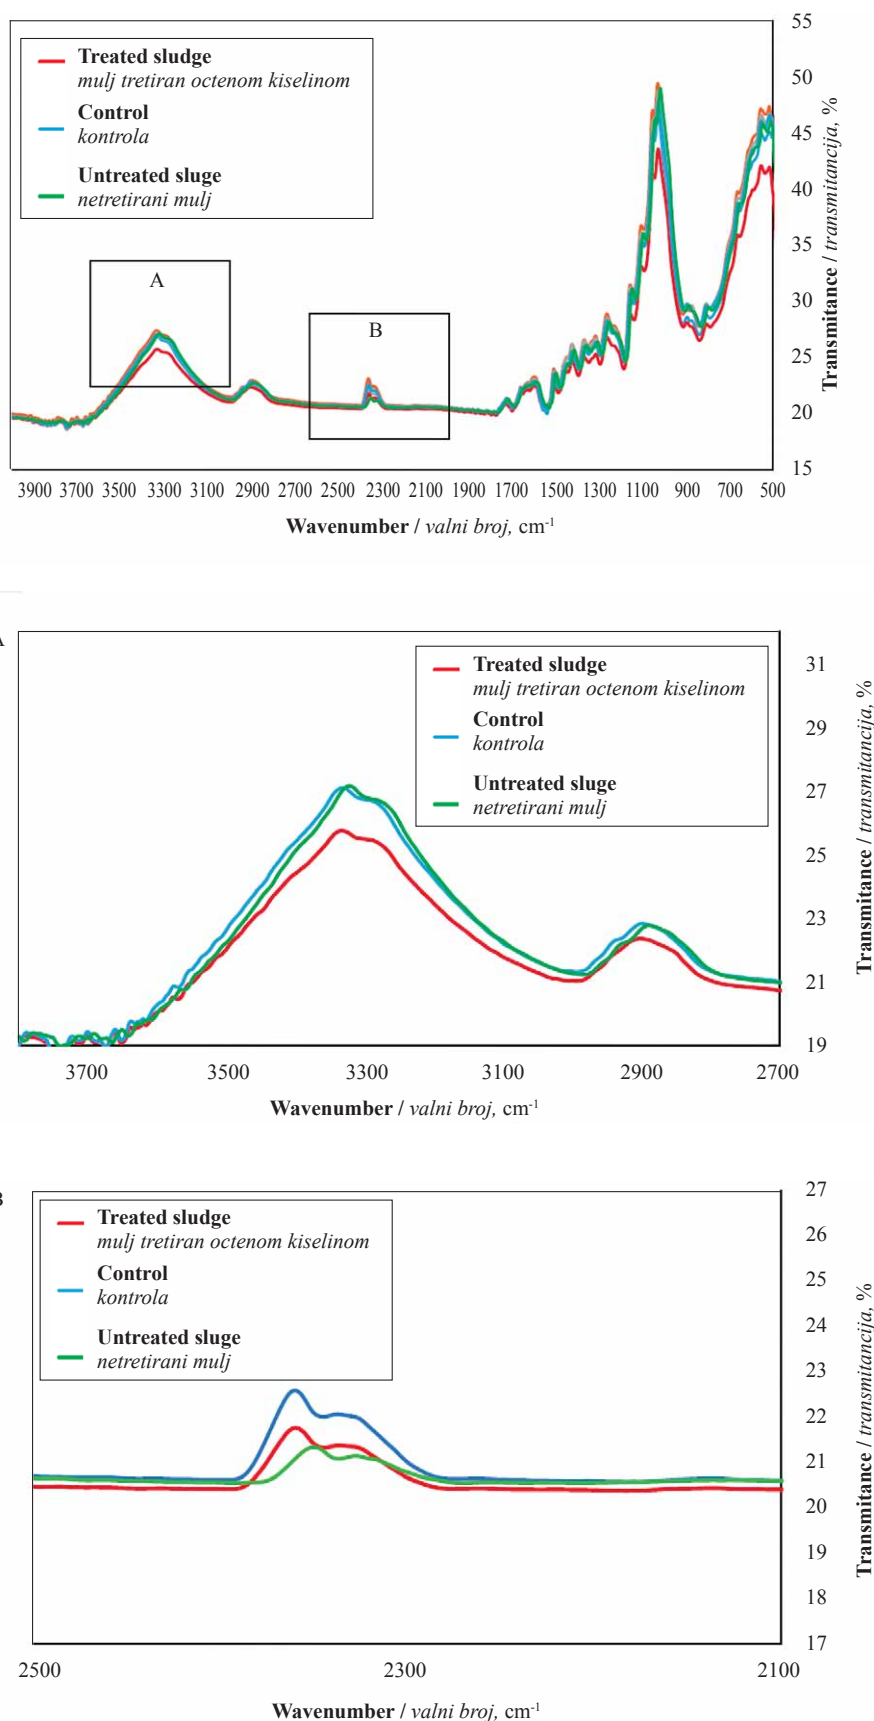 Treated sludge
mulj tretiran octenom kiselinom
Control
kontrola
Untreated sluge
netretirani mulj
A
B
55
50
45
40
35
30
25
20
15
Transmitance / transmitancija, %
3900 3700 3500 3300 3100 2900 2700 2500 2300 2100 1900 1700 1500 1300 1100 900 700 500
Wavenumber / valni broj, cm-1
A
Treated sludge
mulj tretiran octenom kiselinom
Control
kontrola
Untreated sluge
netretirani mulj
31
29
27
25
23
21
19
Transmitance / transmitancija, %
3700 3500 3300 3100 2900 2700
Wavenumber / valni broj, cm-1
B
Treated sludge
mulj tretiran octenom kiselinom
Control
kontrola
Untreated sluge
netretirani mulj
27
26
25
24
23
22
21
20
19
18
17
Transmitance / transmitancija, %
2500 2300 2100
Wavenumber / valni broj, cm-1